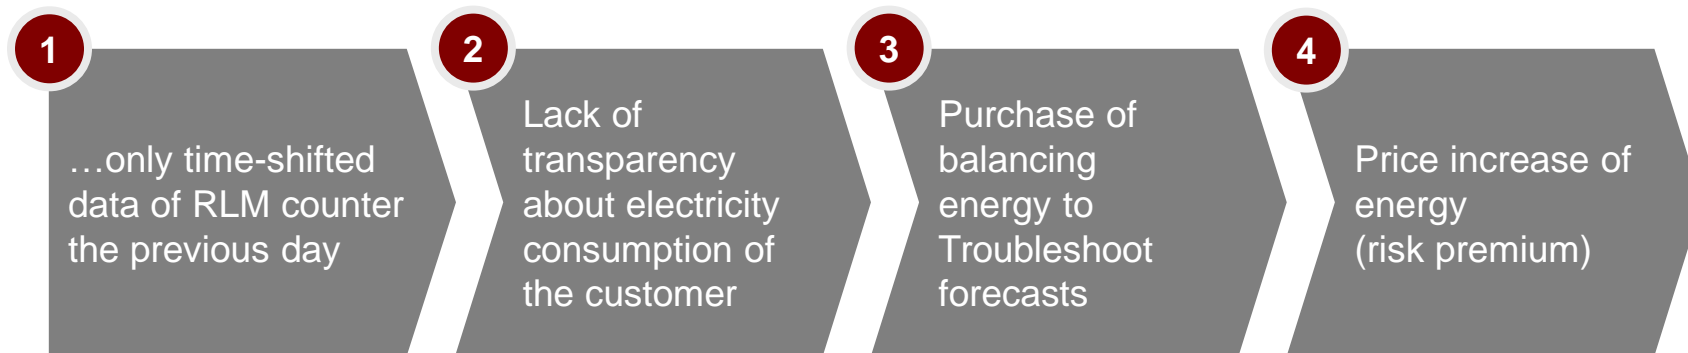 1
…only time-shifted
data of RLM counter
the previous day
2
Lack of
transparency
about electricity
consumption of
the customer
3
Purchase of
balancing
energy to
Troubleshoot
forecasts
4
Price increase of
energy
(risk premium)